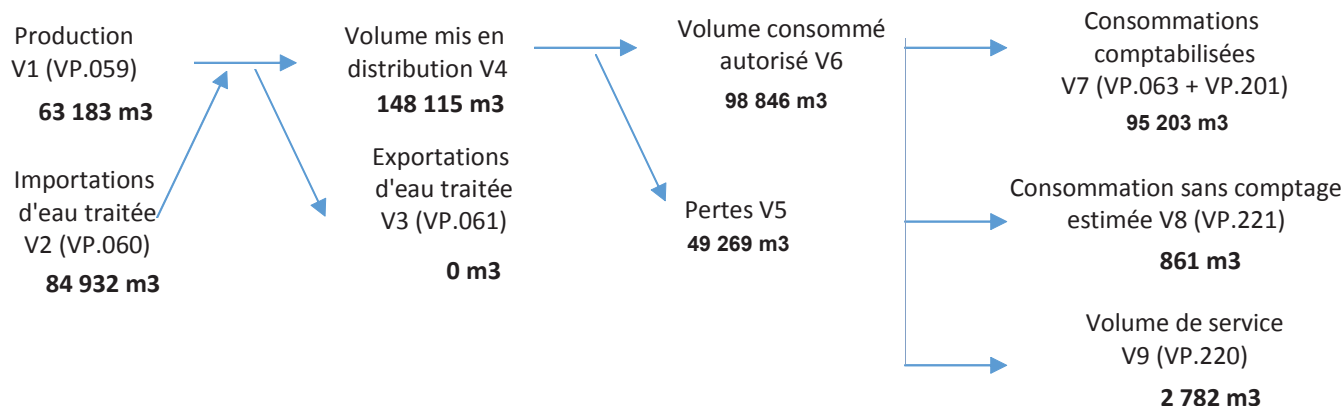 Production
V1 (VP.059)
63 183 m3
Importations
d'eau traitée
V2 (VP.060)
84 932 m3
Volume mis en
distribution V4
148 115 m3
Exportations
d'eau traitée
V3 (VP.061)
0 m3
Volume consommé
autorisé V6
98 846 m3
Pertes V5
49 269 m3
Consommations
comptabilisées
V7 (VP.063 + VP.201)
95 203 m3
Consommation sans comptage
estimée V8 (VP.221)
861 m3
Volume de service
V9 (VP.220)
2 782 m3